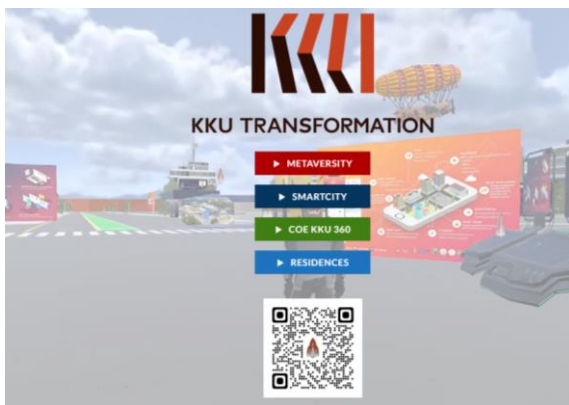 KKU
KKU TRANSFORMATION
METAVERSITY
SMARTCITY
COE KKU 360
RESIDENCES